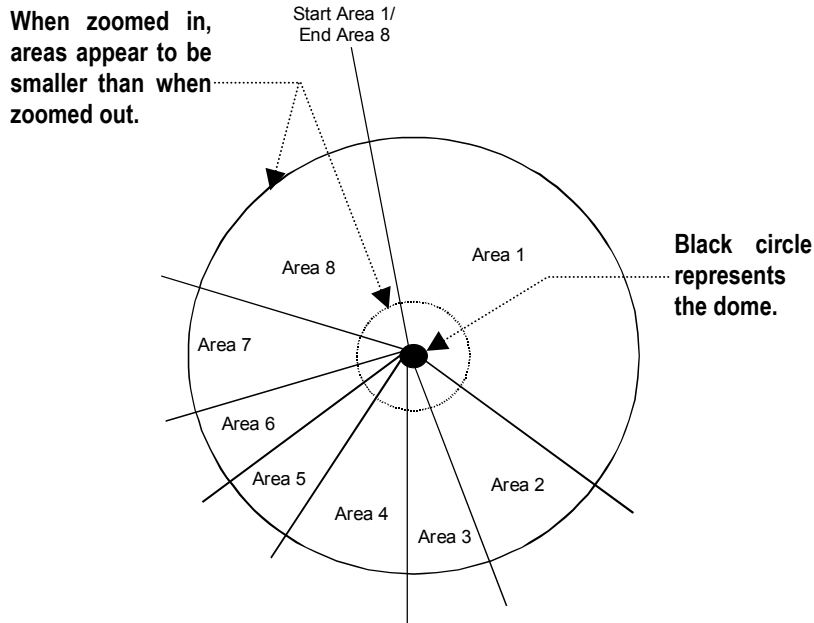 When zoomed in,
areas appear to be
smaller than when
zoomed out.
Start Area 1/
End Area 8
Area 8
Area 1
Black circle
represents
the dome.
Area 7
Area 6
Area 5
Area 4
Area 3
Area 2